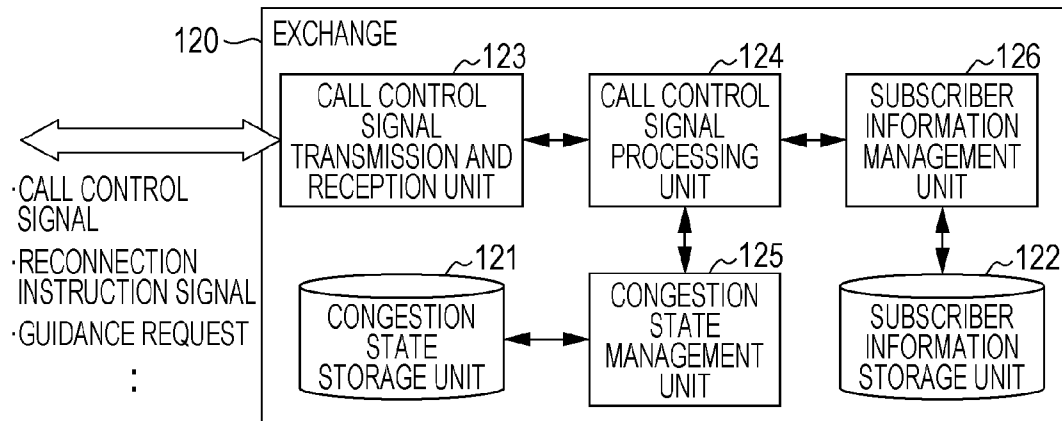 120
EXCHANGE
123
CALL CONTROL
SIGNAL
TRANSMISSION AND
RECEPTION UNIT
124
CALL CONTROL
SIGNAL
PROCESSING
UNIT
126
SUBSCRIBER
INFORMATION
MANAGEMENT
UNIT
·CALL CONTROL
SIGNAL
·RECONNECTION
INSTRUCTION SIGNAL
·GUIDANCE REQUEST
:
121
CONGESTION
STATE
STORAGE UNIT
125
CONGESTION
STATE
MANAGEMENT
UNIT
122
SUBSCRIBER
INFORMATION
STORAGE UNIT